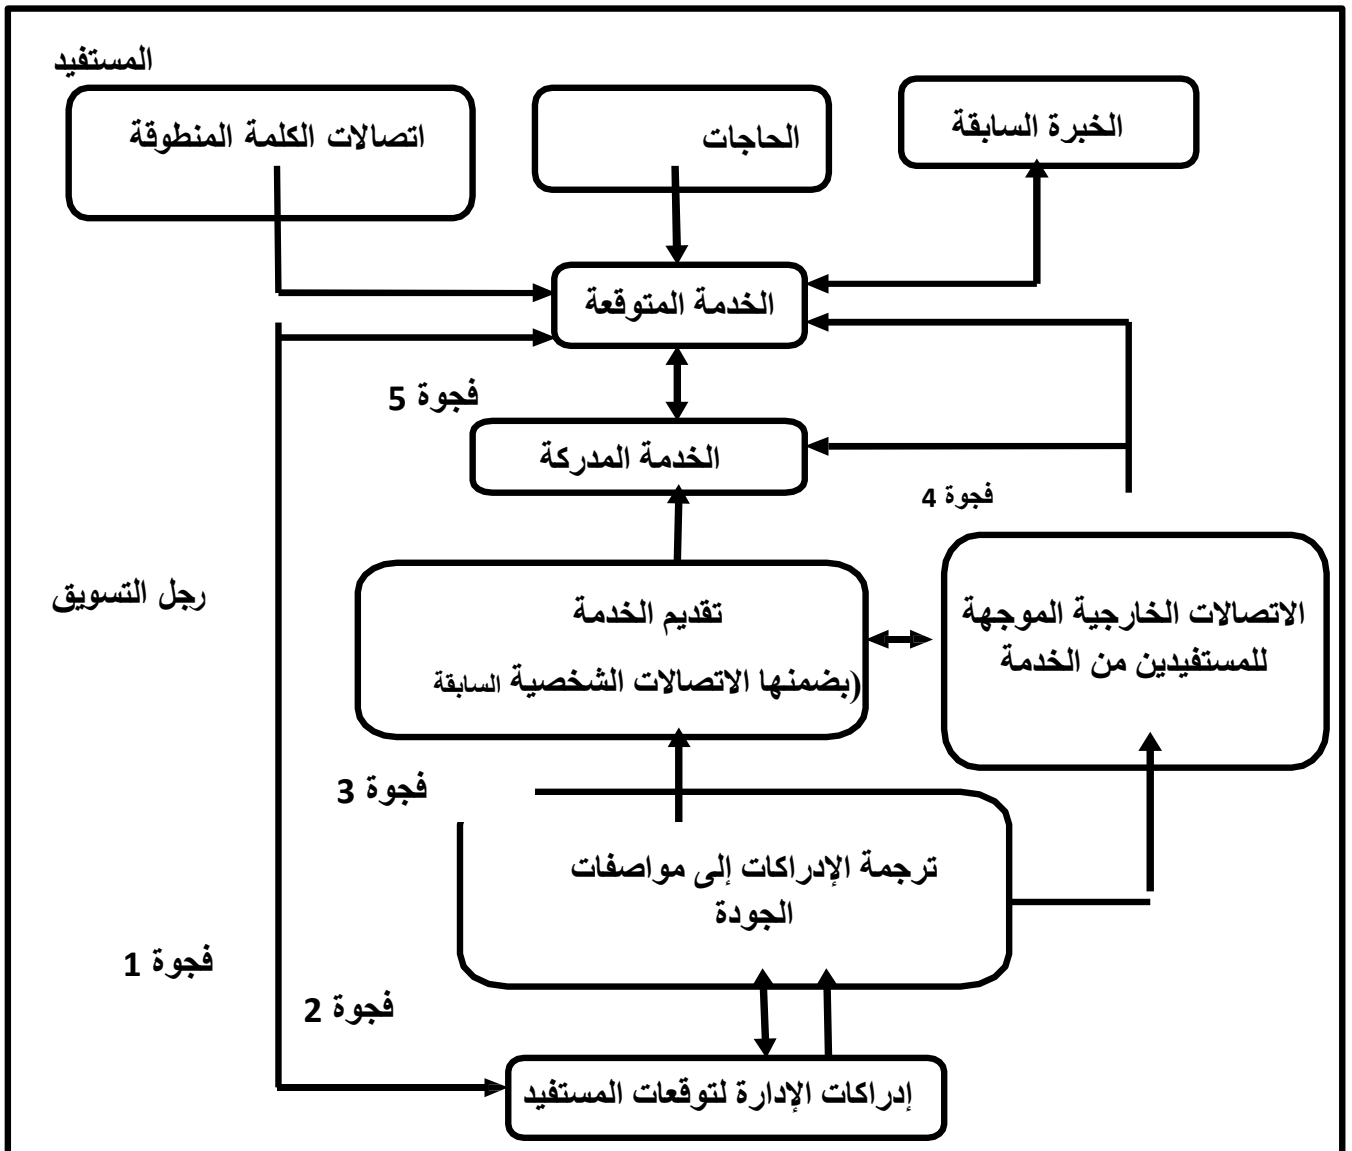 المستفيد
اتصالات الكلمة المنطوقة
الحاجات
الخبرة السابقة
الخدمة المتوقعة
فجوة 5
الخدمة المدركة
فجوة 4
رجل التسويق
تقديم الخدمة
(بضمنها الاتصالات الشخصية السابقة
الاتصالات الخارجية الموجهة
للمستفيدين من الخدمة
فجوة 3
ترجمة الإدراكات إلى مواصفات
الجودة
فجوة 1
فجوة 2
إدراكات الإدارة لتوقعات المستفيد